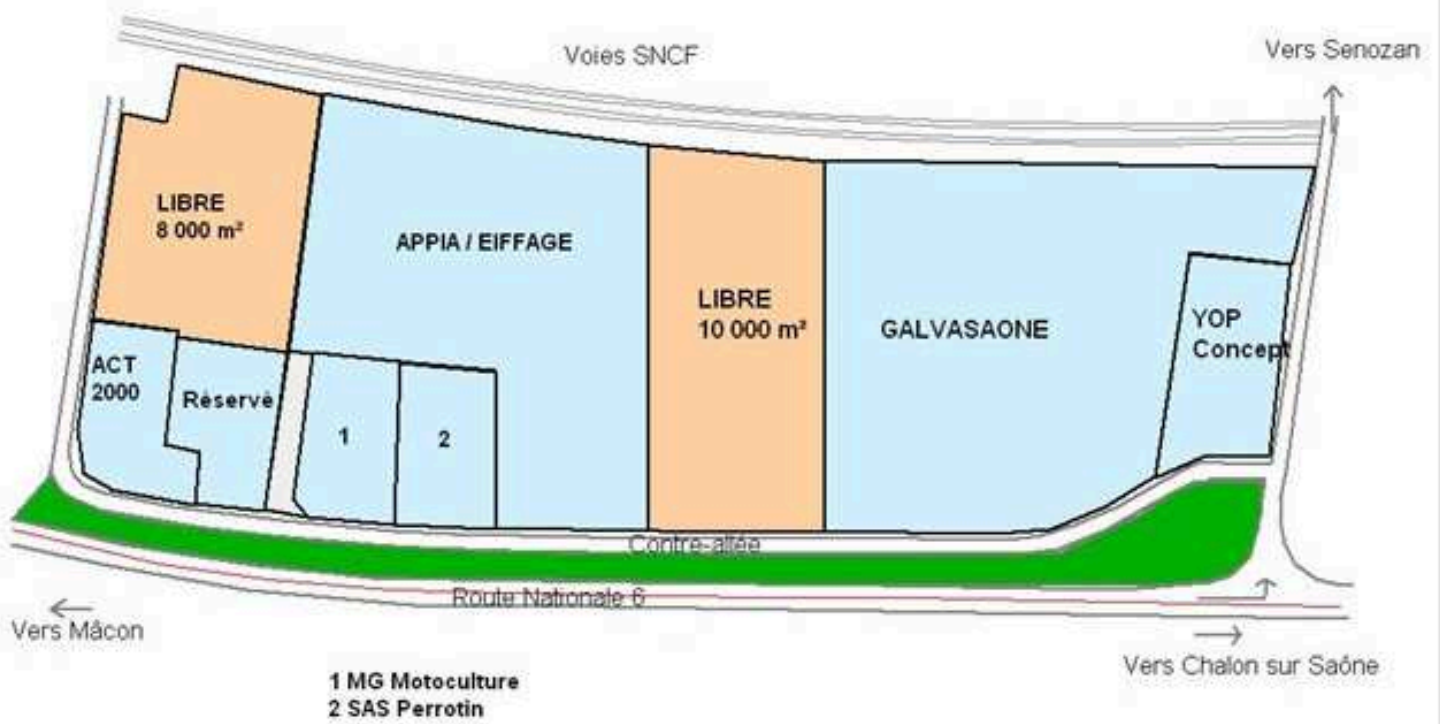 Voies SNCF
Vers Senozan
LIBRE
8 000 m²
APPIA / EIFFAGE
LIBRE
10 000 m²
GALVASAONE
YOP
Concept
ACT
2000
Réservé
1
2
Contre-allée
Route Nationale 6
Vers Mâcon
Vers Chalon sur Saône
1 MG Motoculture
2 SAS Perrotin